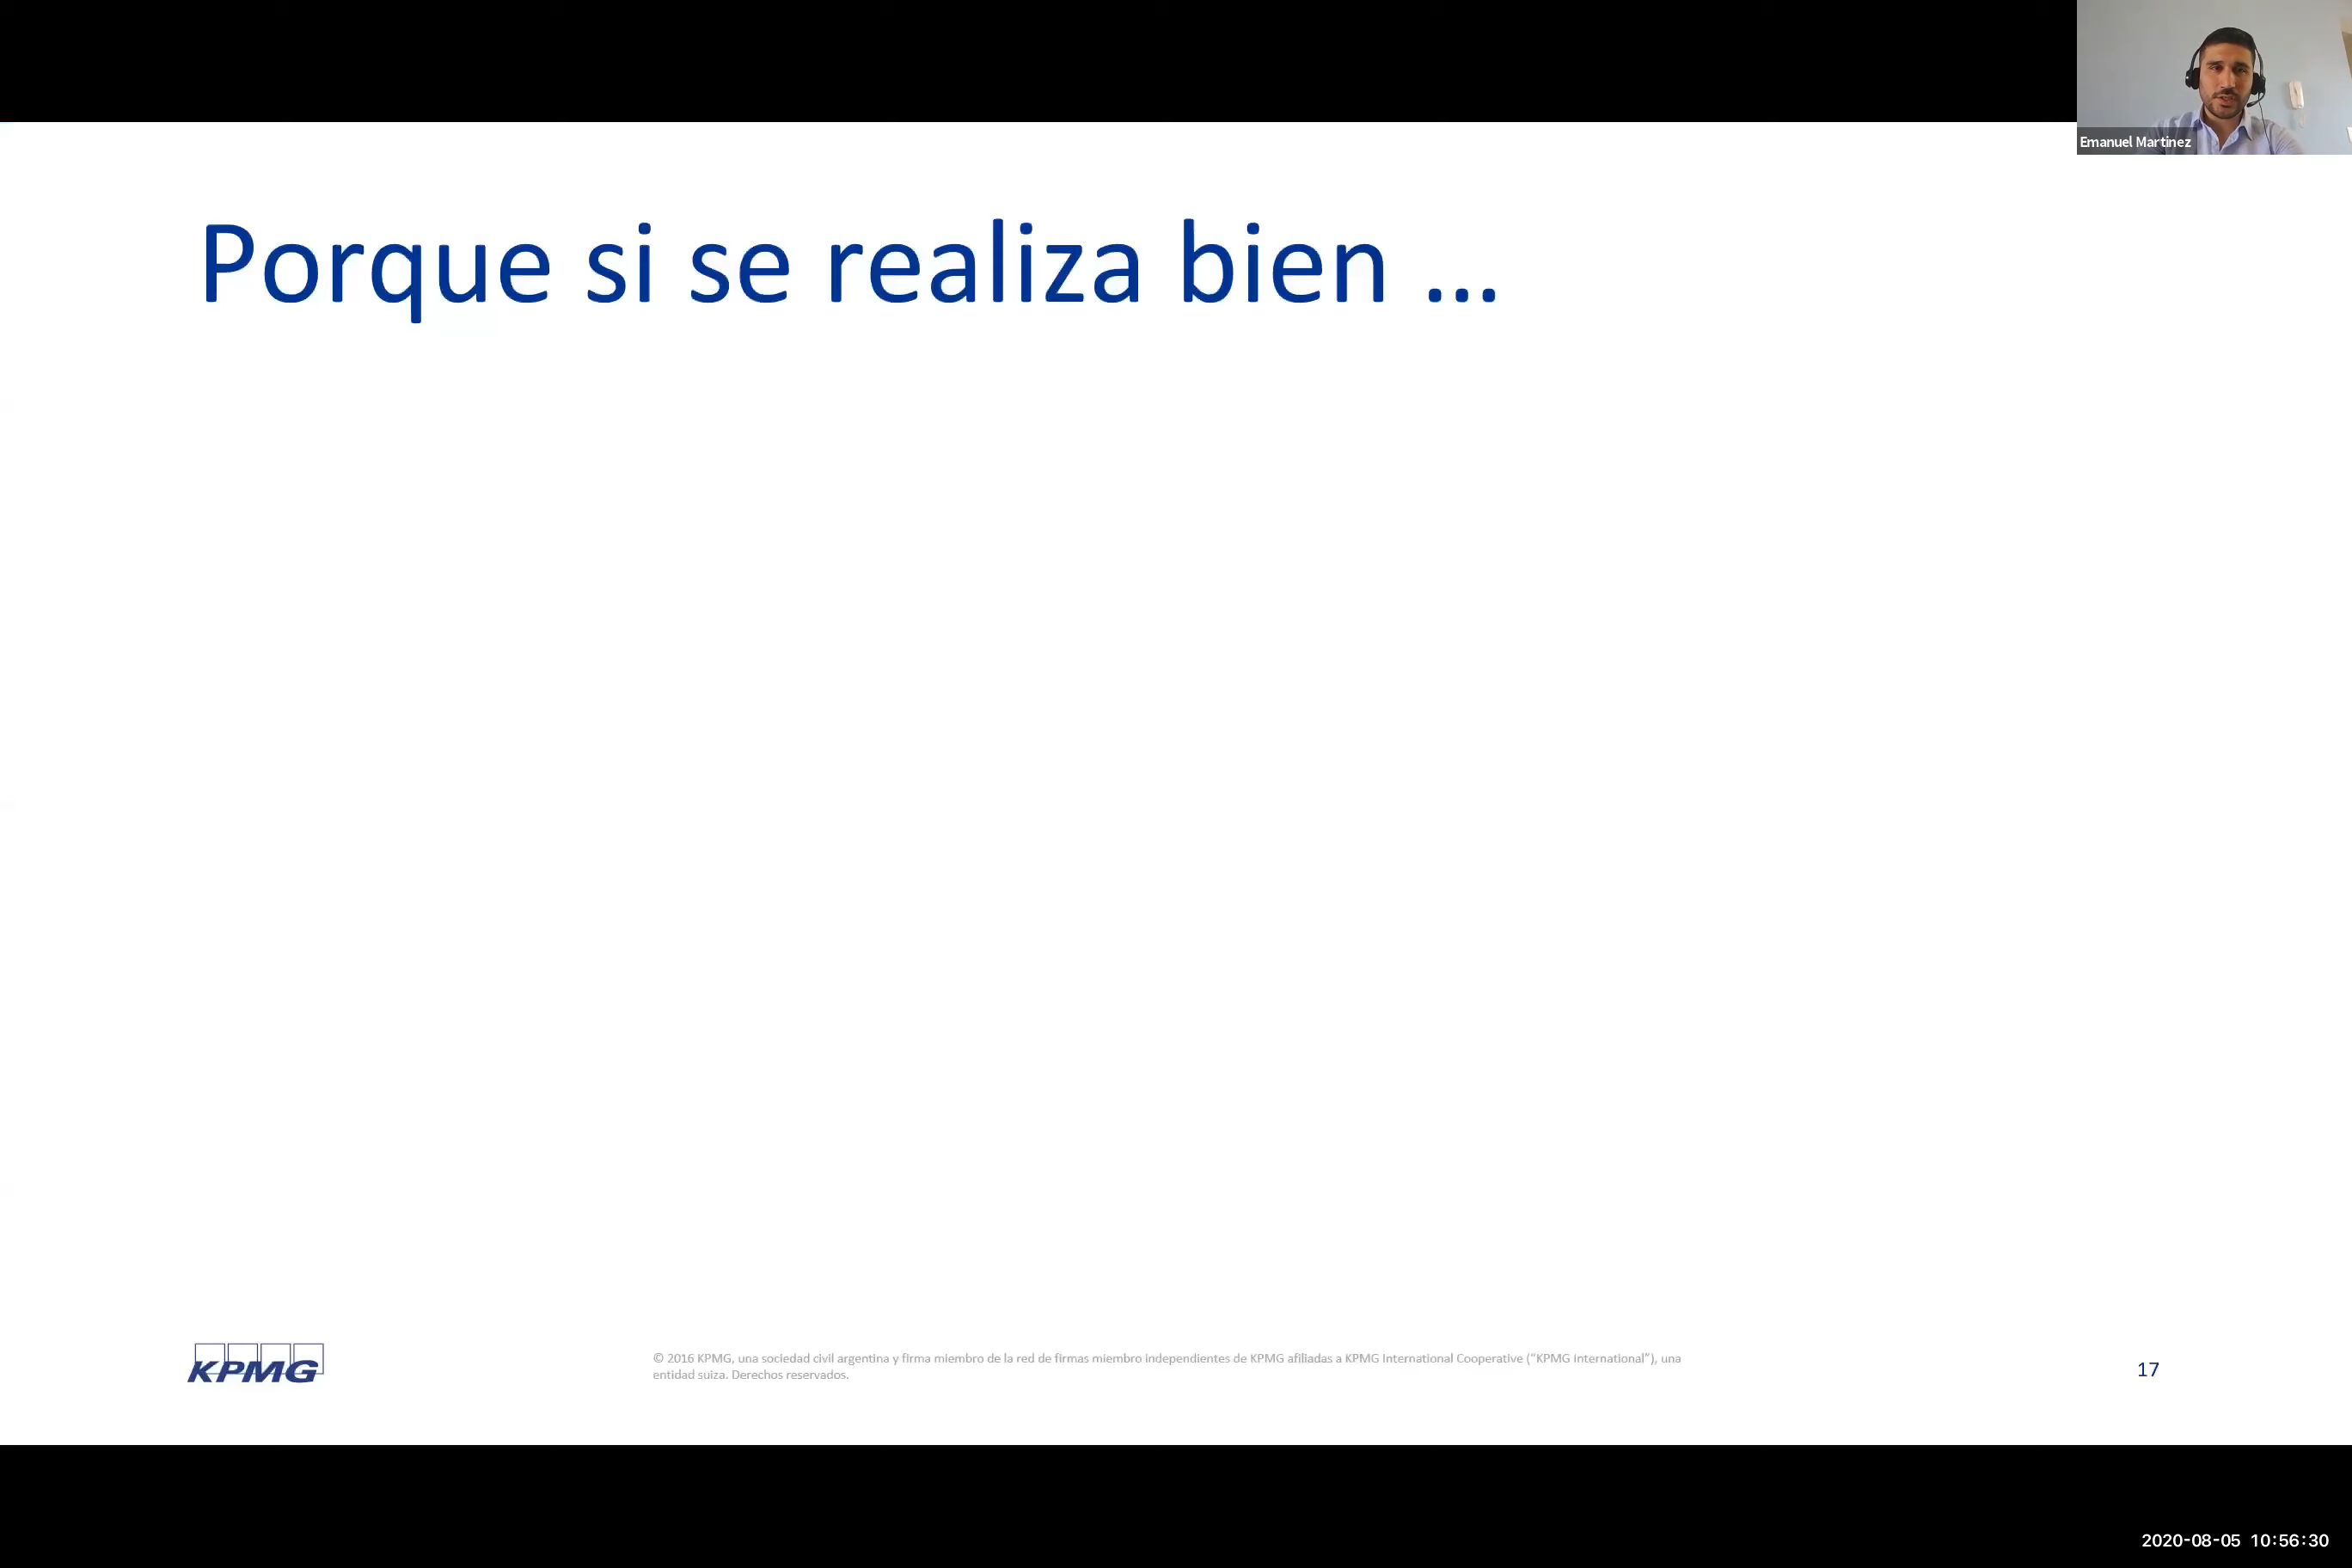 Emanuel Martinez
Porque si se realiza bien ...
KPMG
© 2016 KPMG, una sociedad civil argentina y firma miembro de la red de firmas miembro independientes de KPMG afiliadas a KPMG International Cooperative (“KPMG International”), una
entidad suiza. Derechos reservados.
17
2020-08-05 10:56:30